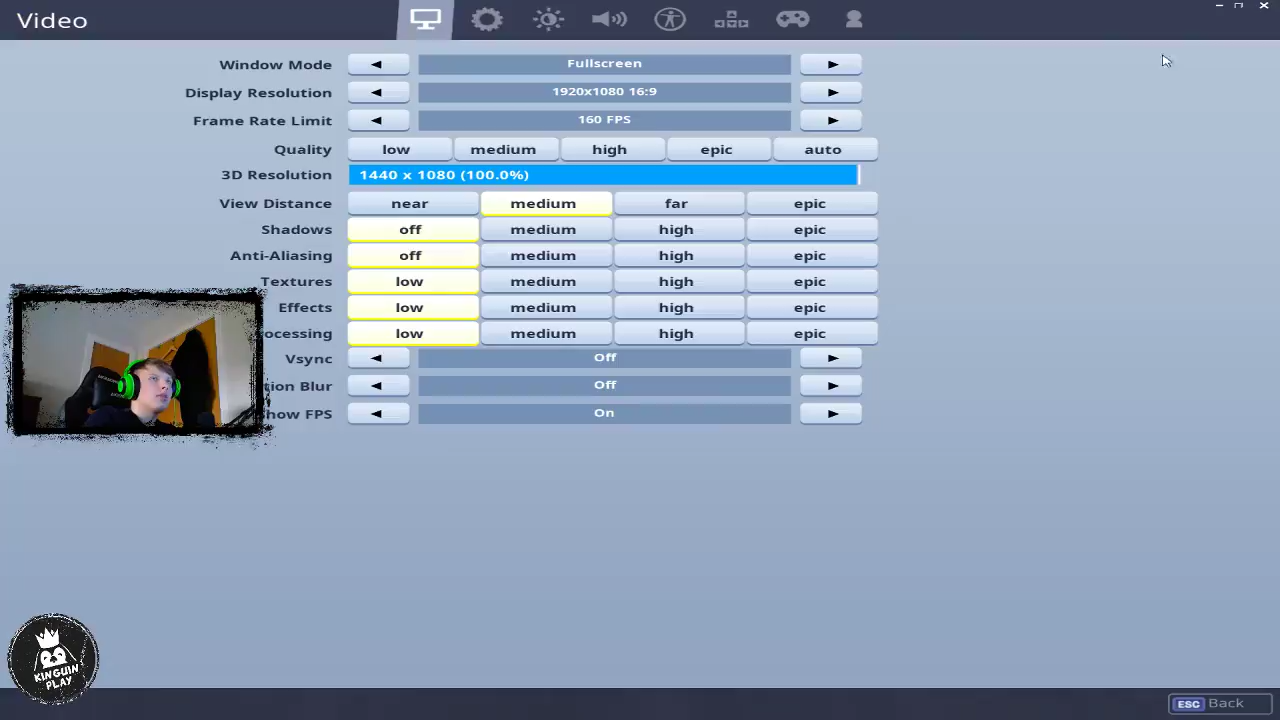 Video
Window Mode Fullscreen
Display Resolution 1920x1080 16:9
Frame Rate Limit 160 FPS
Quality low medium high epic auto
3D Resolution 1440 x 1080 (100.0%)
View Distance near medium far epic
Shadows off medium high epic
Anti-Aliasing off medium high epic
Textures low medium high epic
Effects low medium high epic
ocessing low medium high epic
Vsync Off
tion Blur Off
how FPS On
KINGUIN
PLAY
ESC Back